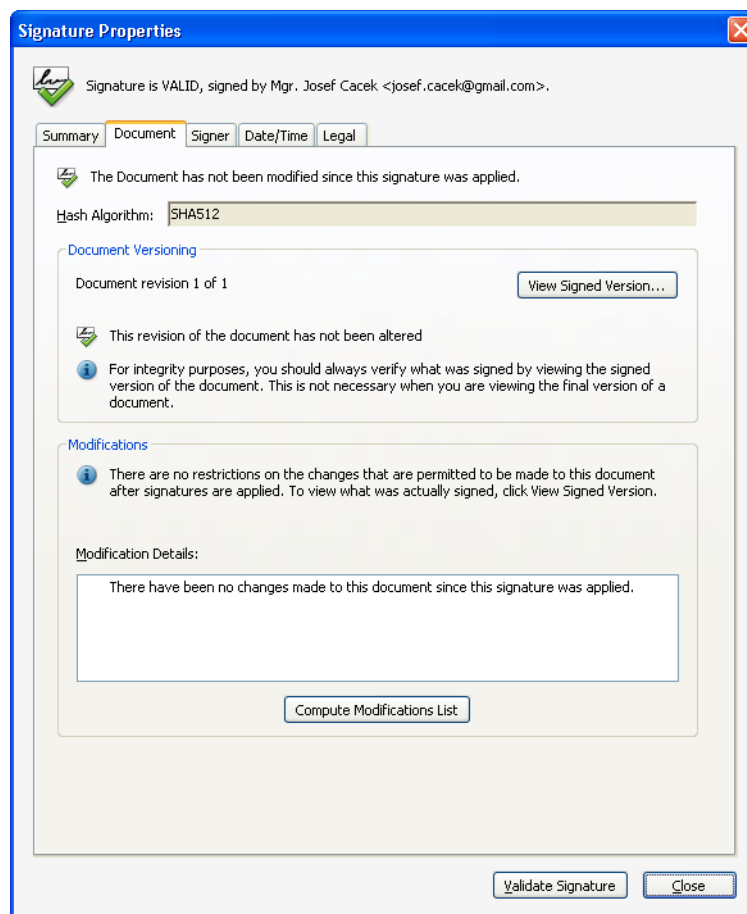 Signature Properties
Signature is VALID, signed by Mgr. Josef Cacek <josef.cacek@gmail.com>.
Summary Document Signer Date/Time Legal
The Document has not been modified since this signature was applied.
Hash Algorithm: SHA512
Document Versioning
Document revision 1 of 1 View Signed Version...
This revision of the document has not been altered
For integrity purposes, you should always verify what was signed by viewing the signed
version of the document. This is not necessary when you are viewing the final version of a
document.
Modifications
There are no restrictions on the changes that are permitted to be made to this document
after signatures are applied. To view what was actually signed, click View Signed Version.
Modification Details:
There have been no changes made to this document since this signature was applied.
Compute Modifications List
Validate Signature Close